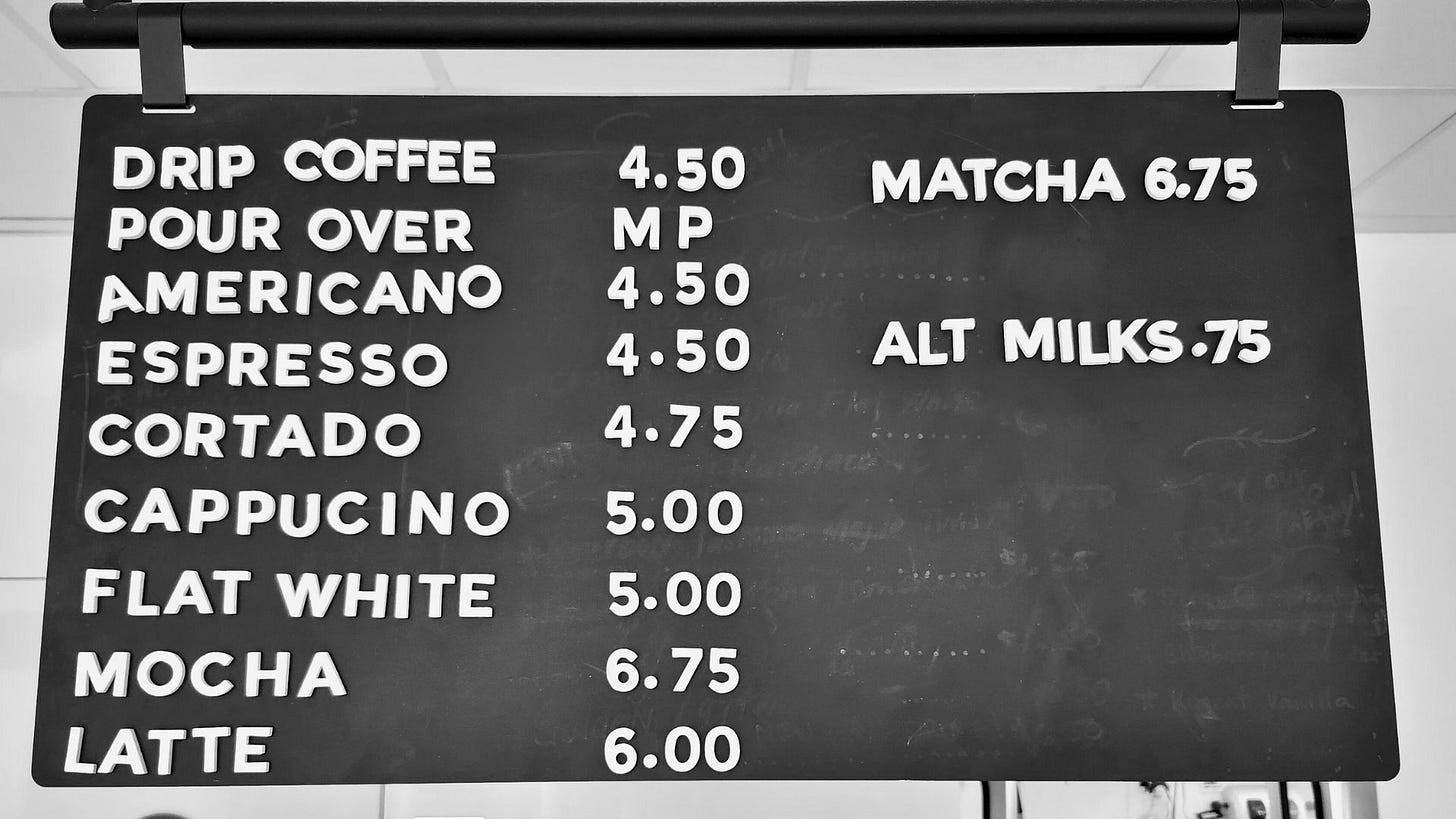 DRIP COFFEE 4.50
POUR OVER MP
AMERICANO 4.50
ESPRESSO 4.50
CORTADO 4.75
CAPPUCINO 5.00
FLAT WHITE 5.00
MOCHA 6.75
LATTE 6.00
MATCHA 6.75
ALT MILKS .75